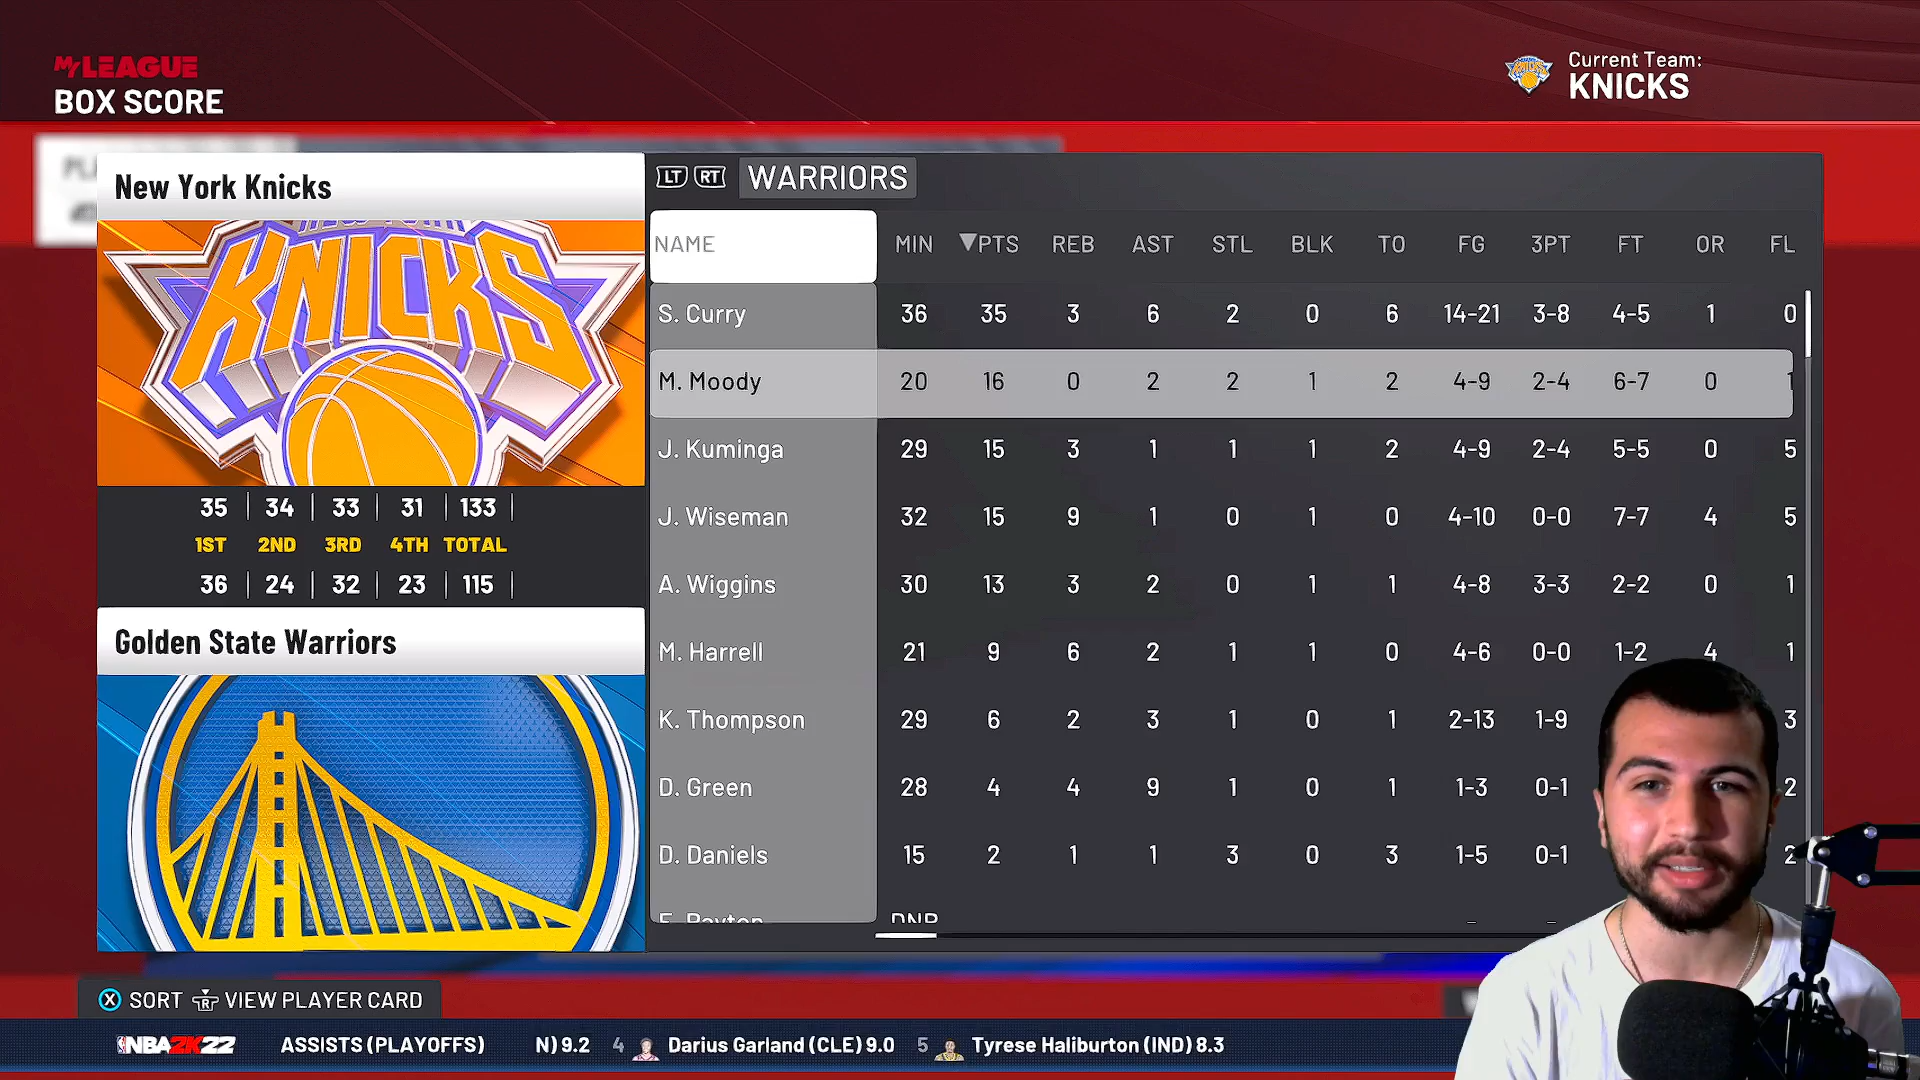 MyLEAGUE
BOX SCORE
Current Team:
KNICKS
New York Knicks
KNICKS
35 34 33 31 133
1ST 2ND 3RD 4TH TOTAL
36 24 32 23 115
Golden State Warriors
LT RT WARRIORS
NAME MIN PTS REB AST STL BLK TO FG 3PT FT OR FL
S. Curry 36 35 3 6 2 0 6 14-21 3-8 4-5 1 0
M. Moody 20 16 0 2 2 1 2 4-9 2-4 6-7 0 1
J. Kuminga 29 15 3 1 1 1 2 4-9 2-4 5-5 0 5
J. Wiseman 32 15 9 1 0 1 0 4-10 0-0 7-7 4 5
A. Wiggins 30 13 3 2 0 1 1 4-8 3-3 2-2 0 1
M. Harrell 21 9 6 2 1 1 0 4-6 0-0 1-2 4 1
K. Thompson 29 6 2 3 1 0 1 2-13 1-9 3
D. Green 28 4 4 9 1 0 1 1-3 0-1 2
D. Daniels 15 2 1 1 3 0 3 1-5 0-1 2
E. Payton DNP - -
X SORT R VIEW PLAYER CARD
NBA 2K22 ASSISTS (PLAYOFFS) N) 9.2 4 Darius Garland (CLE) 9.0 5 Tyrese Haliburton (IND) 8.3